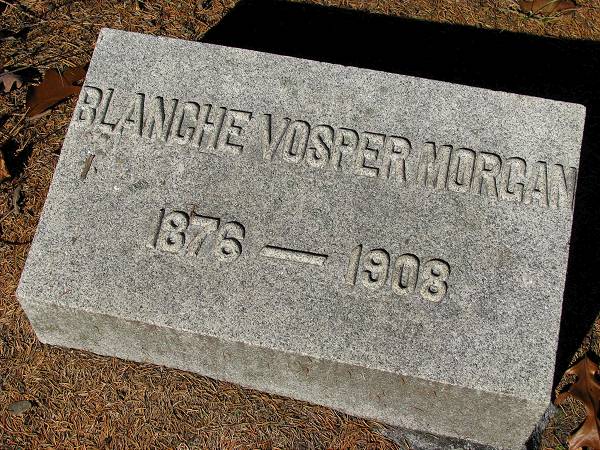 BLANCHE VOSPER MORGAN
1876 — 1908